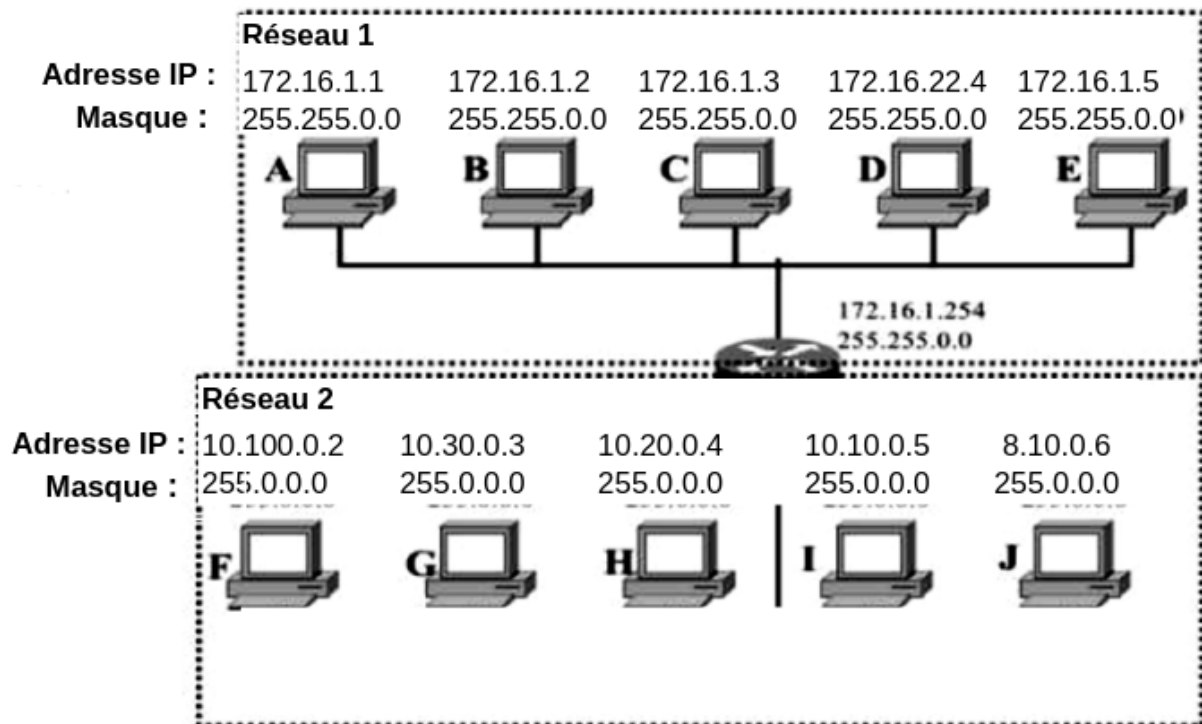 Réseau 1
Adresse IP : 172.16.1.1 172.16.1.2 172.16.1.3 172.16.22.4 172.16.1.5
Masque : 255.255.0.0 255.255.0.0 255.255.0.0 255.255.0.0 255.255.0.0
A B C D E
172.16.1.254
255.255.0.0
Réseau 2
Adresse IP : 10.100.0.2 10.30.0.3 10.20.0.4 10.10.0.5 8.10.0.6
Masque : 255.0.0.0 255.0.0.0 255.0.0.0 255.0.0.0 255.0.0.0
F G H I J